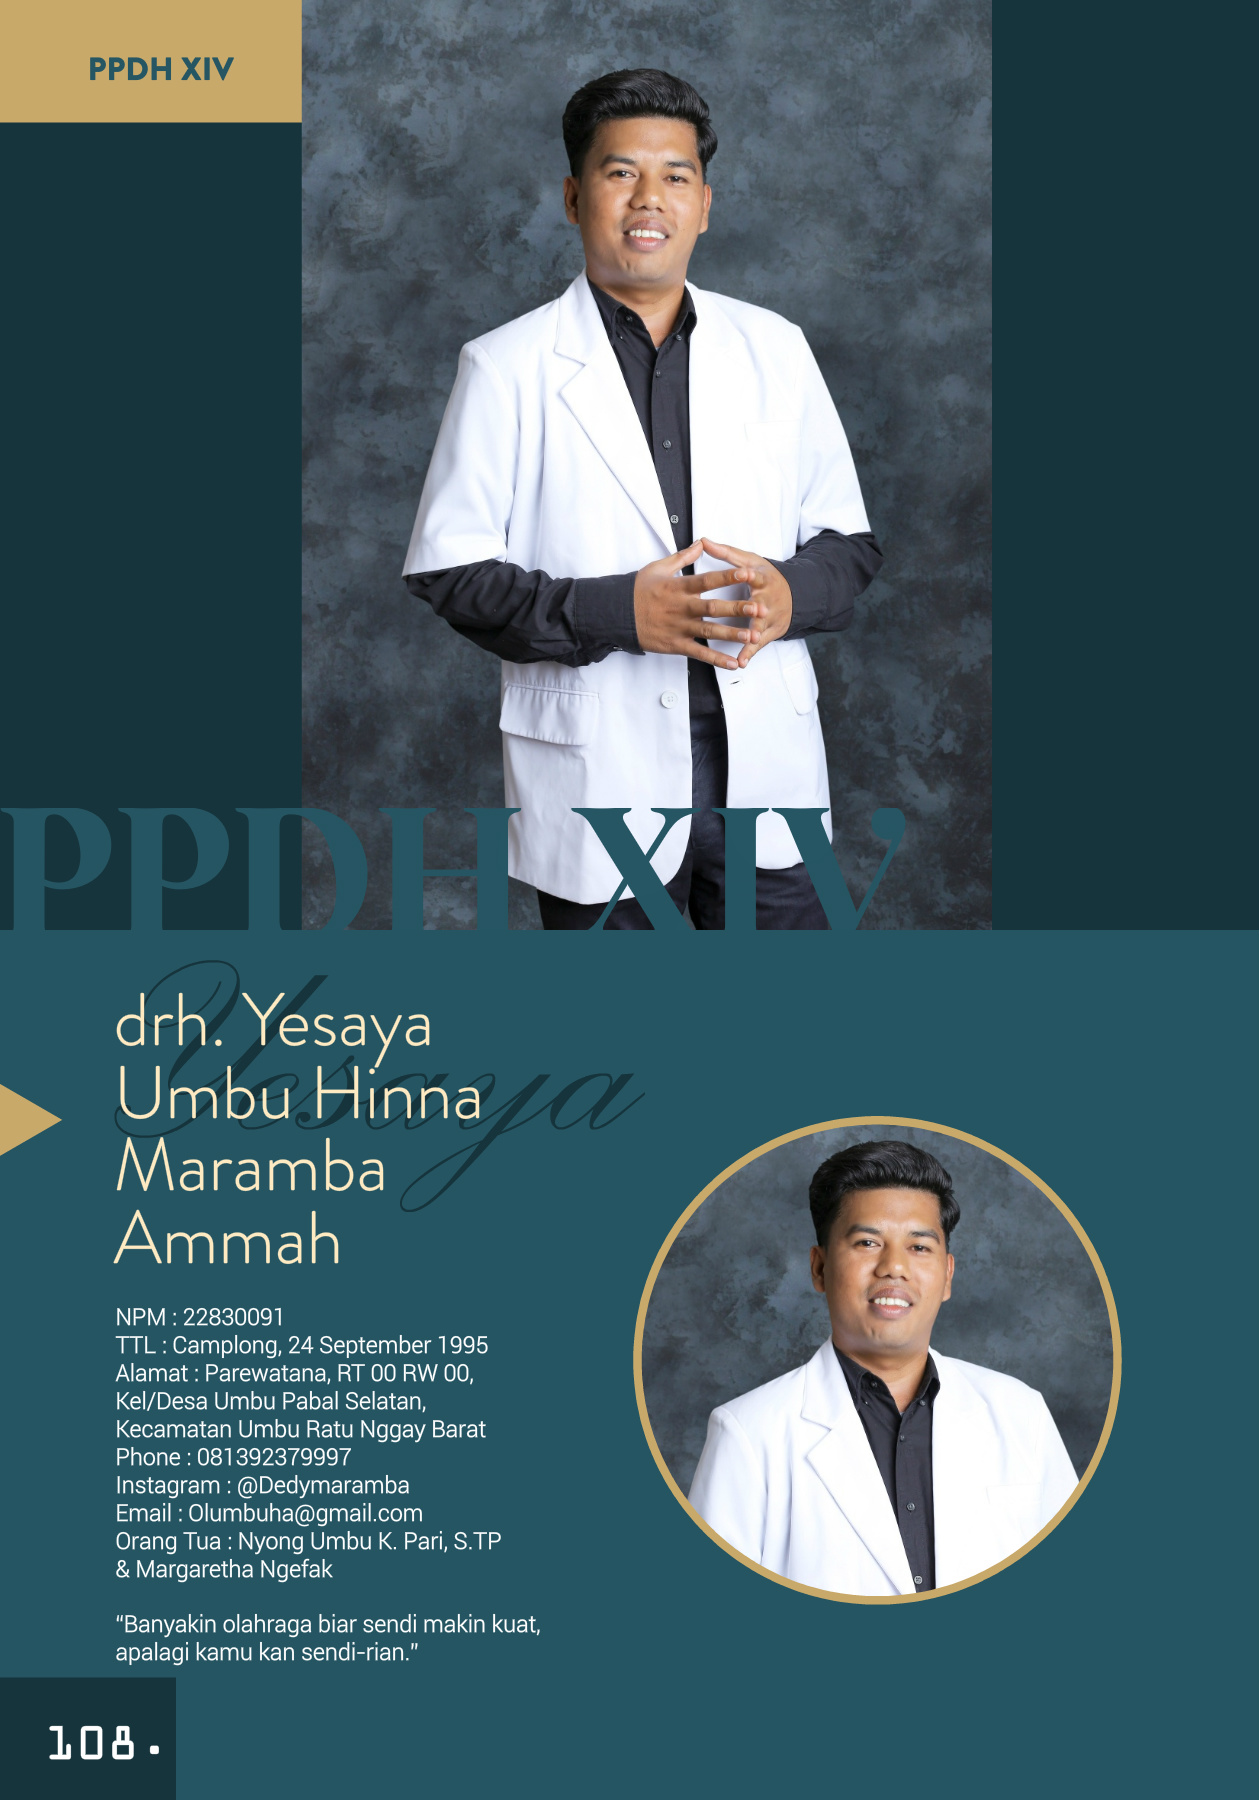 PPDH XIV
PPDH XIV
Yesaya
drh. Yesaya
Umbu Hinna
Maramba
Ammah
NPM : 22830091
TTL : Camplong, 24 September 1995
Alamat : Parewatana, RT 00 RW 00,
Kel/Desa Umbu Pabal Selatan,
Kecamatan Umbu Ratu Nggay Barat
Phone : 081392379997
Instagram : @Dedymaramba
Email : Olumbuha@gmail.com
Orang Tua : Nyong Umbu K. Pari, S.TP
& Margaretha Ngefak
“Banyakin olahraga biar sendi makin kuat,
apalagi kamu kan sendi-rian.”
108.